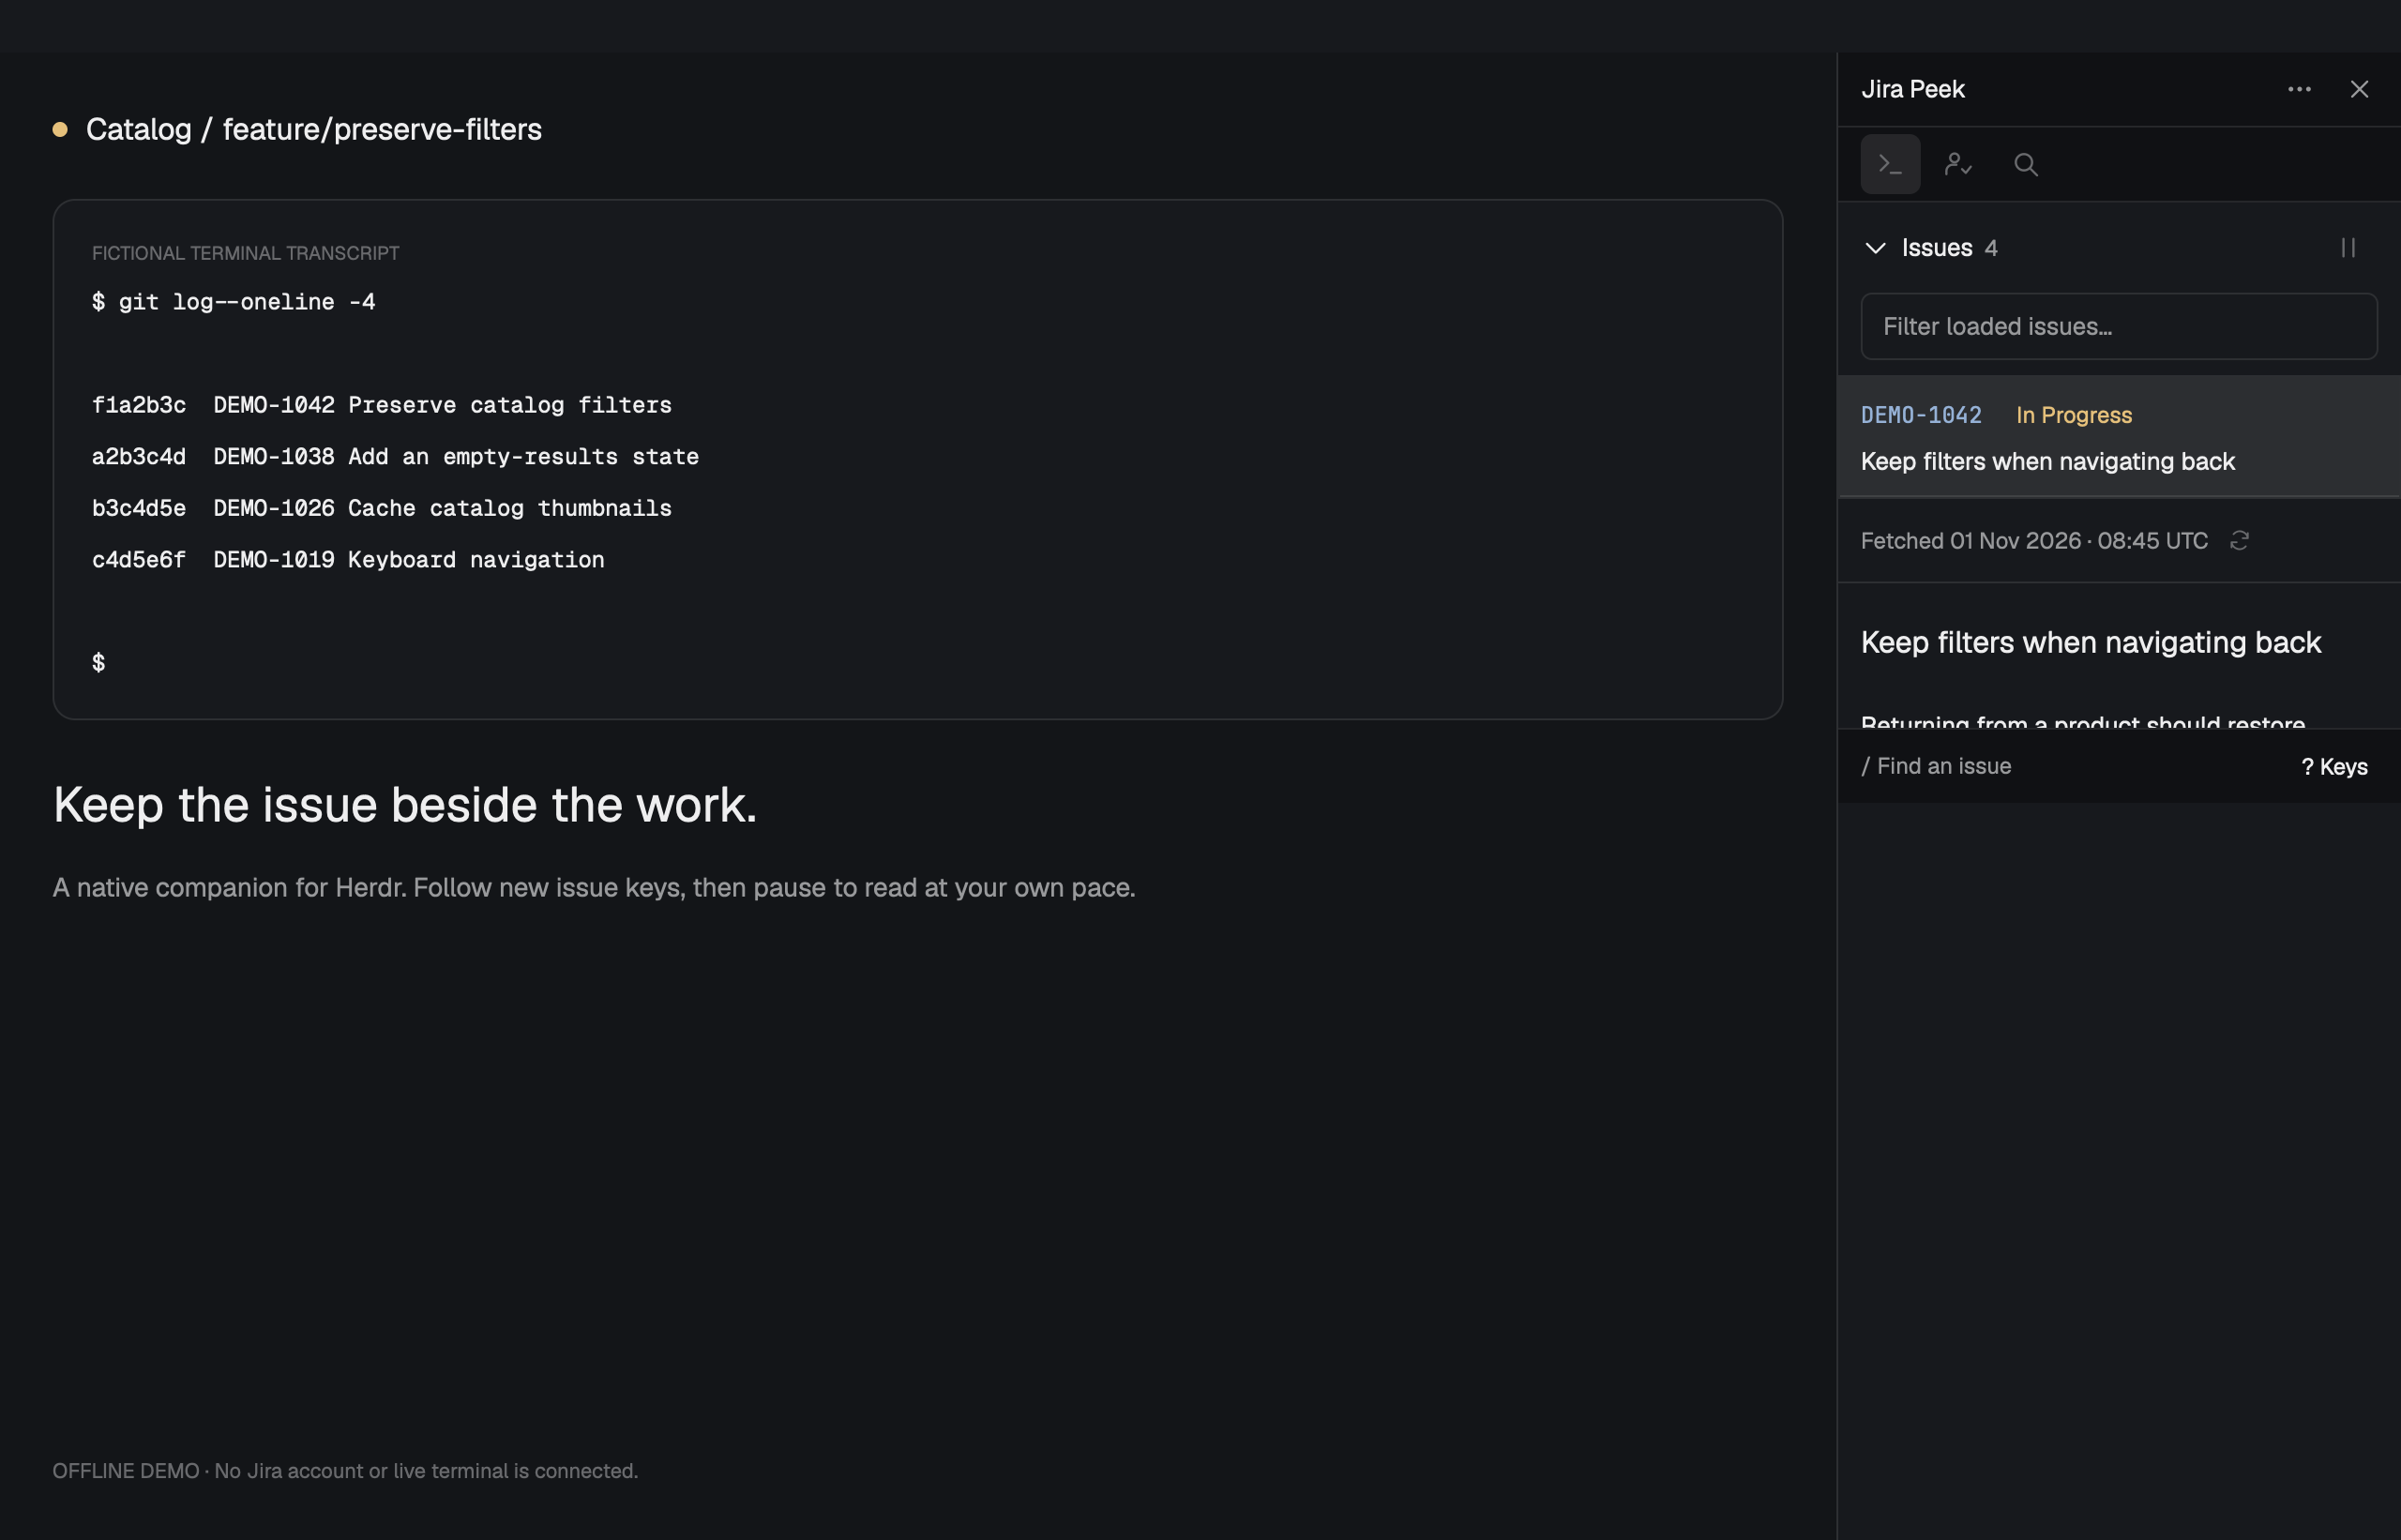 Catalog / feature/preserve-filters
FICTIONAL TERMINAL TRANSCRIPT
$ git log--oneline -4
f1a2b3c  DEMO-1042 Preserve catalog filters
a2b3c4d  DEMO-1038 Add an empty-results state
b3c4d5e  DEMO-1026 Cache catalog thumbnails
c4d5e6f  DEMO-1019 Keyboard navigation
$
Keep the issue beside the work.
A native companion for Herdr. Follow new issue keys, then pause to read at your own pace.
OFFLINE DEMO · No Jira account or live terminal is connected.
Jira Peek
Issues 4
Filter loaded issues…
DEMO-1042 In Progress
Keep filters when navigating back
Fetched 01 Nov 2026 · 08:45 UTC
Keep filters when navigating back
Returning from a product should restore
/ Find an issue
? Keys